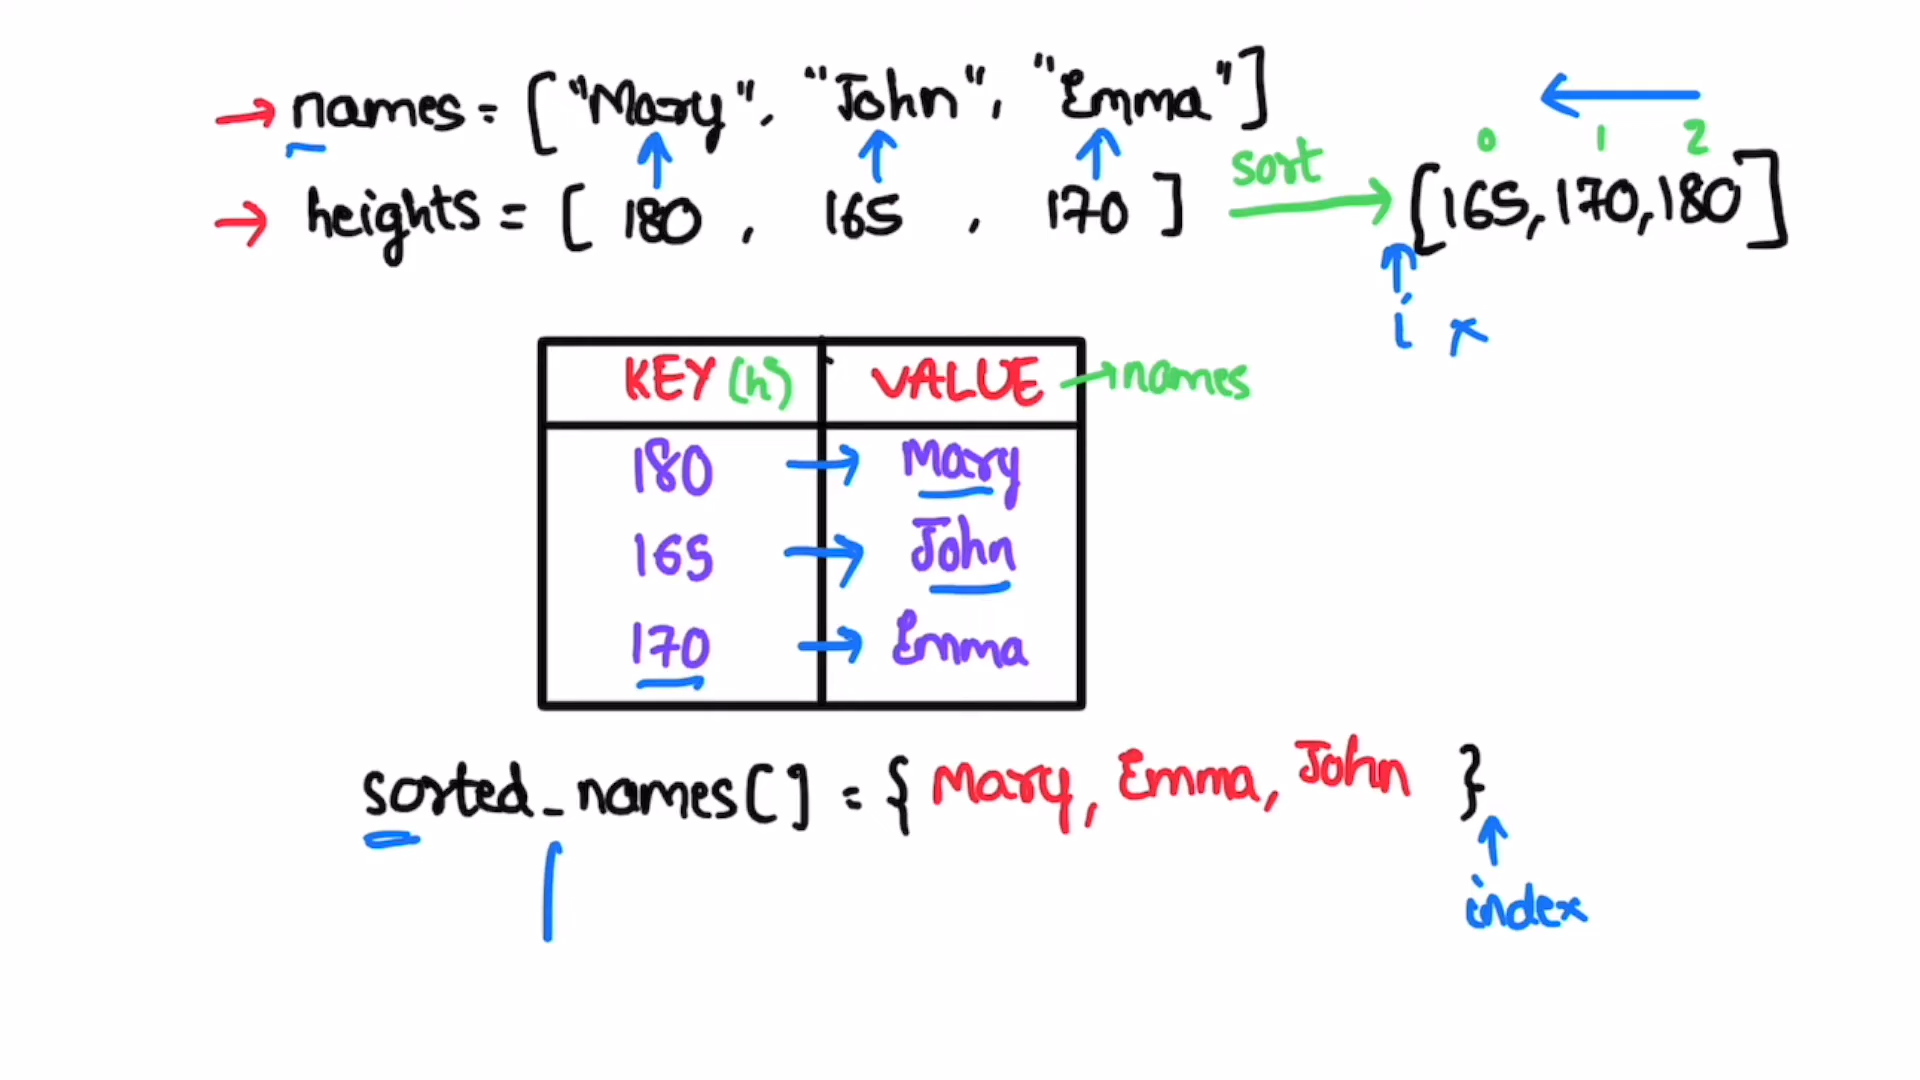 names = ["Mary", "John", "Emma"]
heights = [180, 165, 170]
sort
0 1 2
[165, 170, 180]
i x
KEY (h) VALUE → names
180 → Mary
165 → John
170 → Emma
sorted_names[] = { Mary, Emma, John }
index